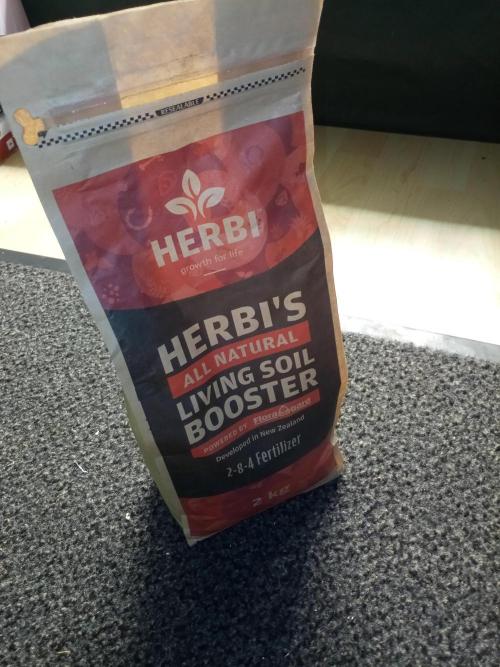 RESEALABLE
HERBI
growth for life
HERBI'S
ALL NATURAL
LIVING SOIL
BOOSTER
POWERED BY
Developed in New Zealand
2-8-4 Fertilizer
2 kg